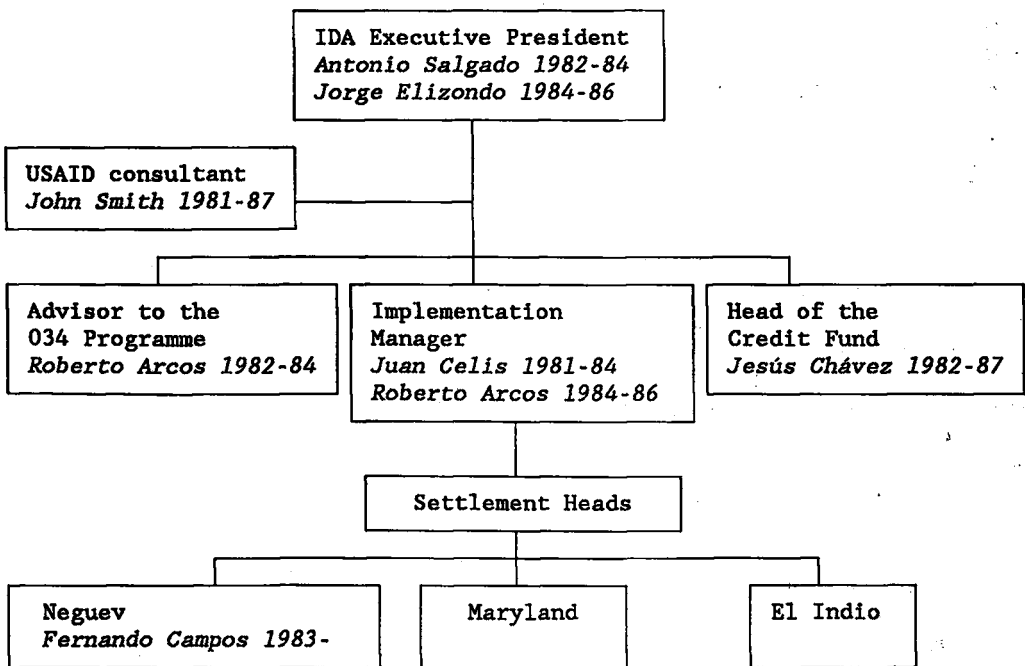 IDA Executive President
Antonio Salgado 1982-84
Jorge Elizondo 1984-86
USAID consultant
John Smith 1981-87
Advisor to the
034 Programme
Roberto Arcos 1982-84
Implementation
Manager
Juan Celis 1981-84
Roberto Arcos 1984-86
Head of the
Credit Fund
Jesús Chávez 1982-87
Settlement Heads
Neguev
Fernando Campos 1983-
Maryland
El Indio